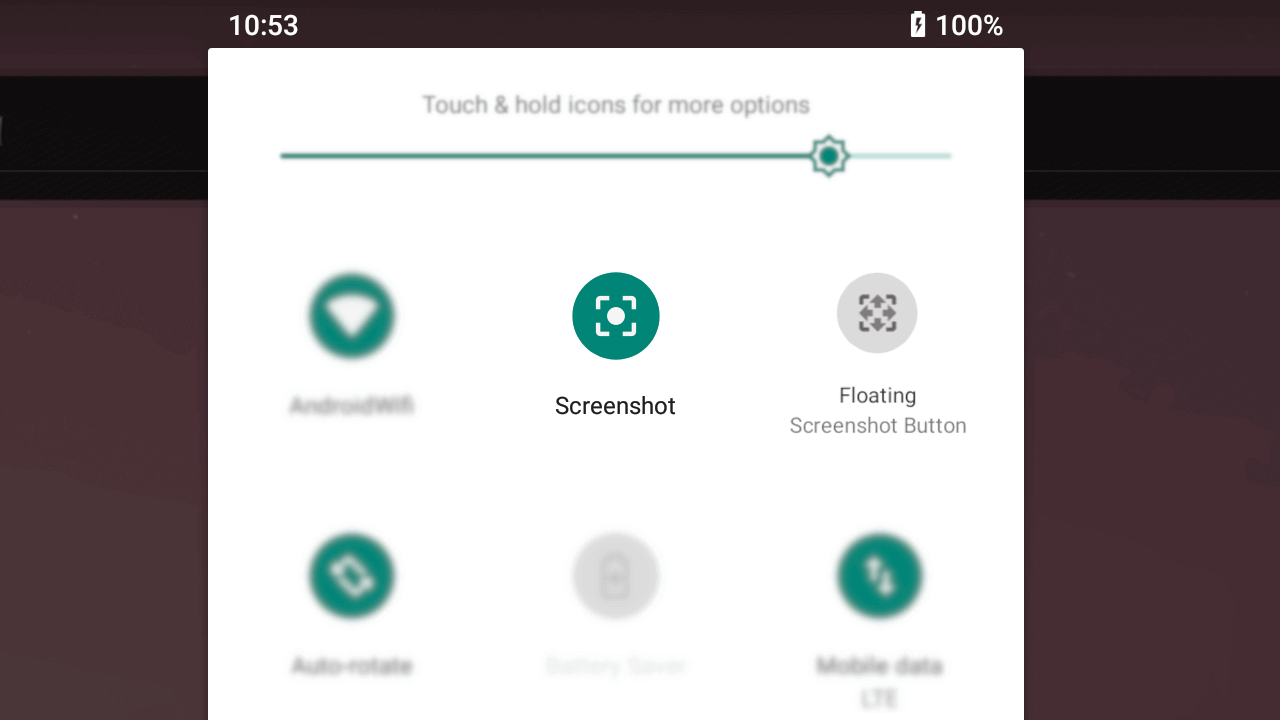 10:53
100%
Touch & hold icons for more options
AndroidWifi
Screenshot
Floating
Screenshot Button
Auto-rotate
Battery Saver
Mobile data
LTE